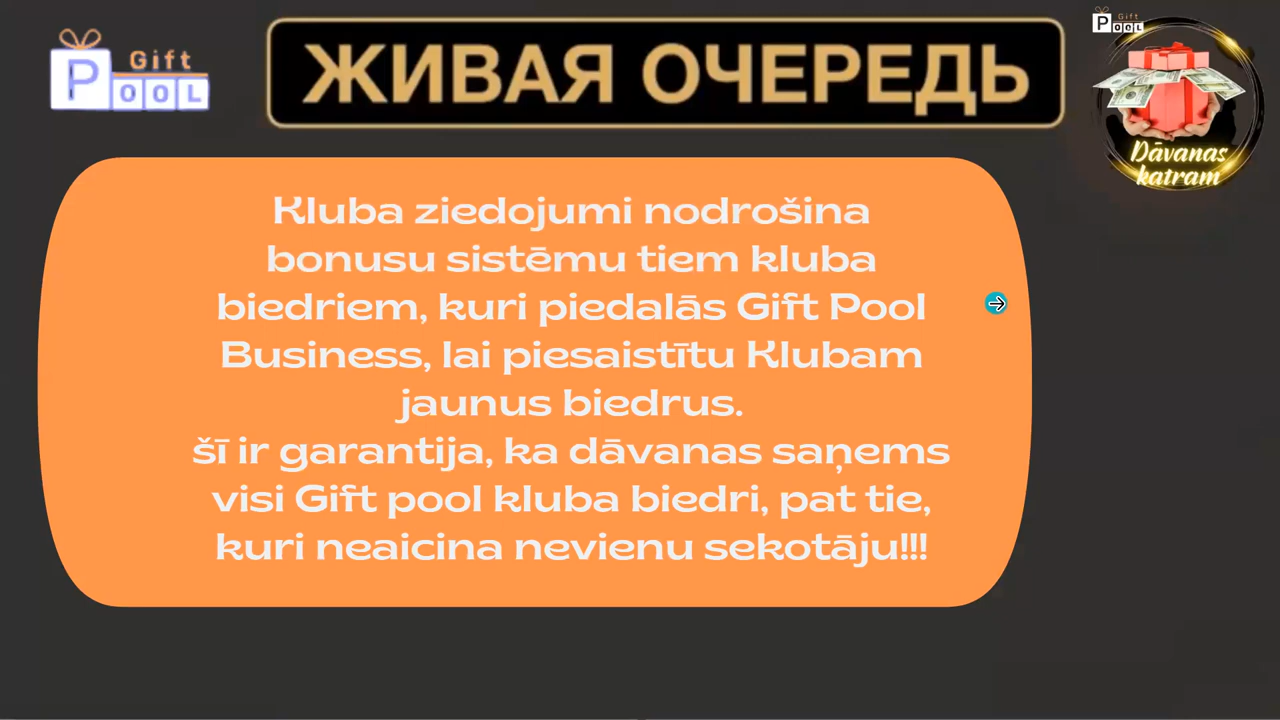 Gift
POOL
ЖИВАЯ ОЧЕРЕДЬ
Gift
POOL
Dāvanas
katram
Kluba ziedojumi nodrošina
bonusu sistēmu tiem kluba
biedriem, kuri piedalās Gift Pool
Business, lai piesaistītu Klubam
jaunus biedrus.
šī ir garantija, ka dāvanas saņems
visi Gift pool kluba biedri, pat tie,
kuri neaicina nevienu sekotāju!!!